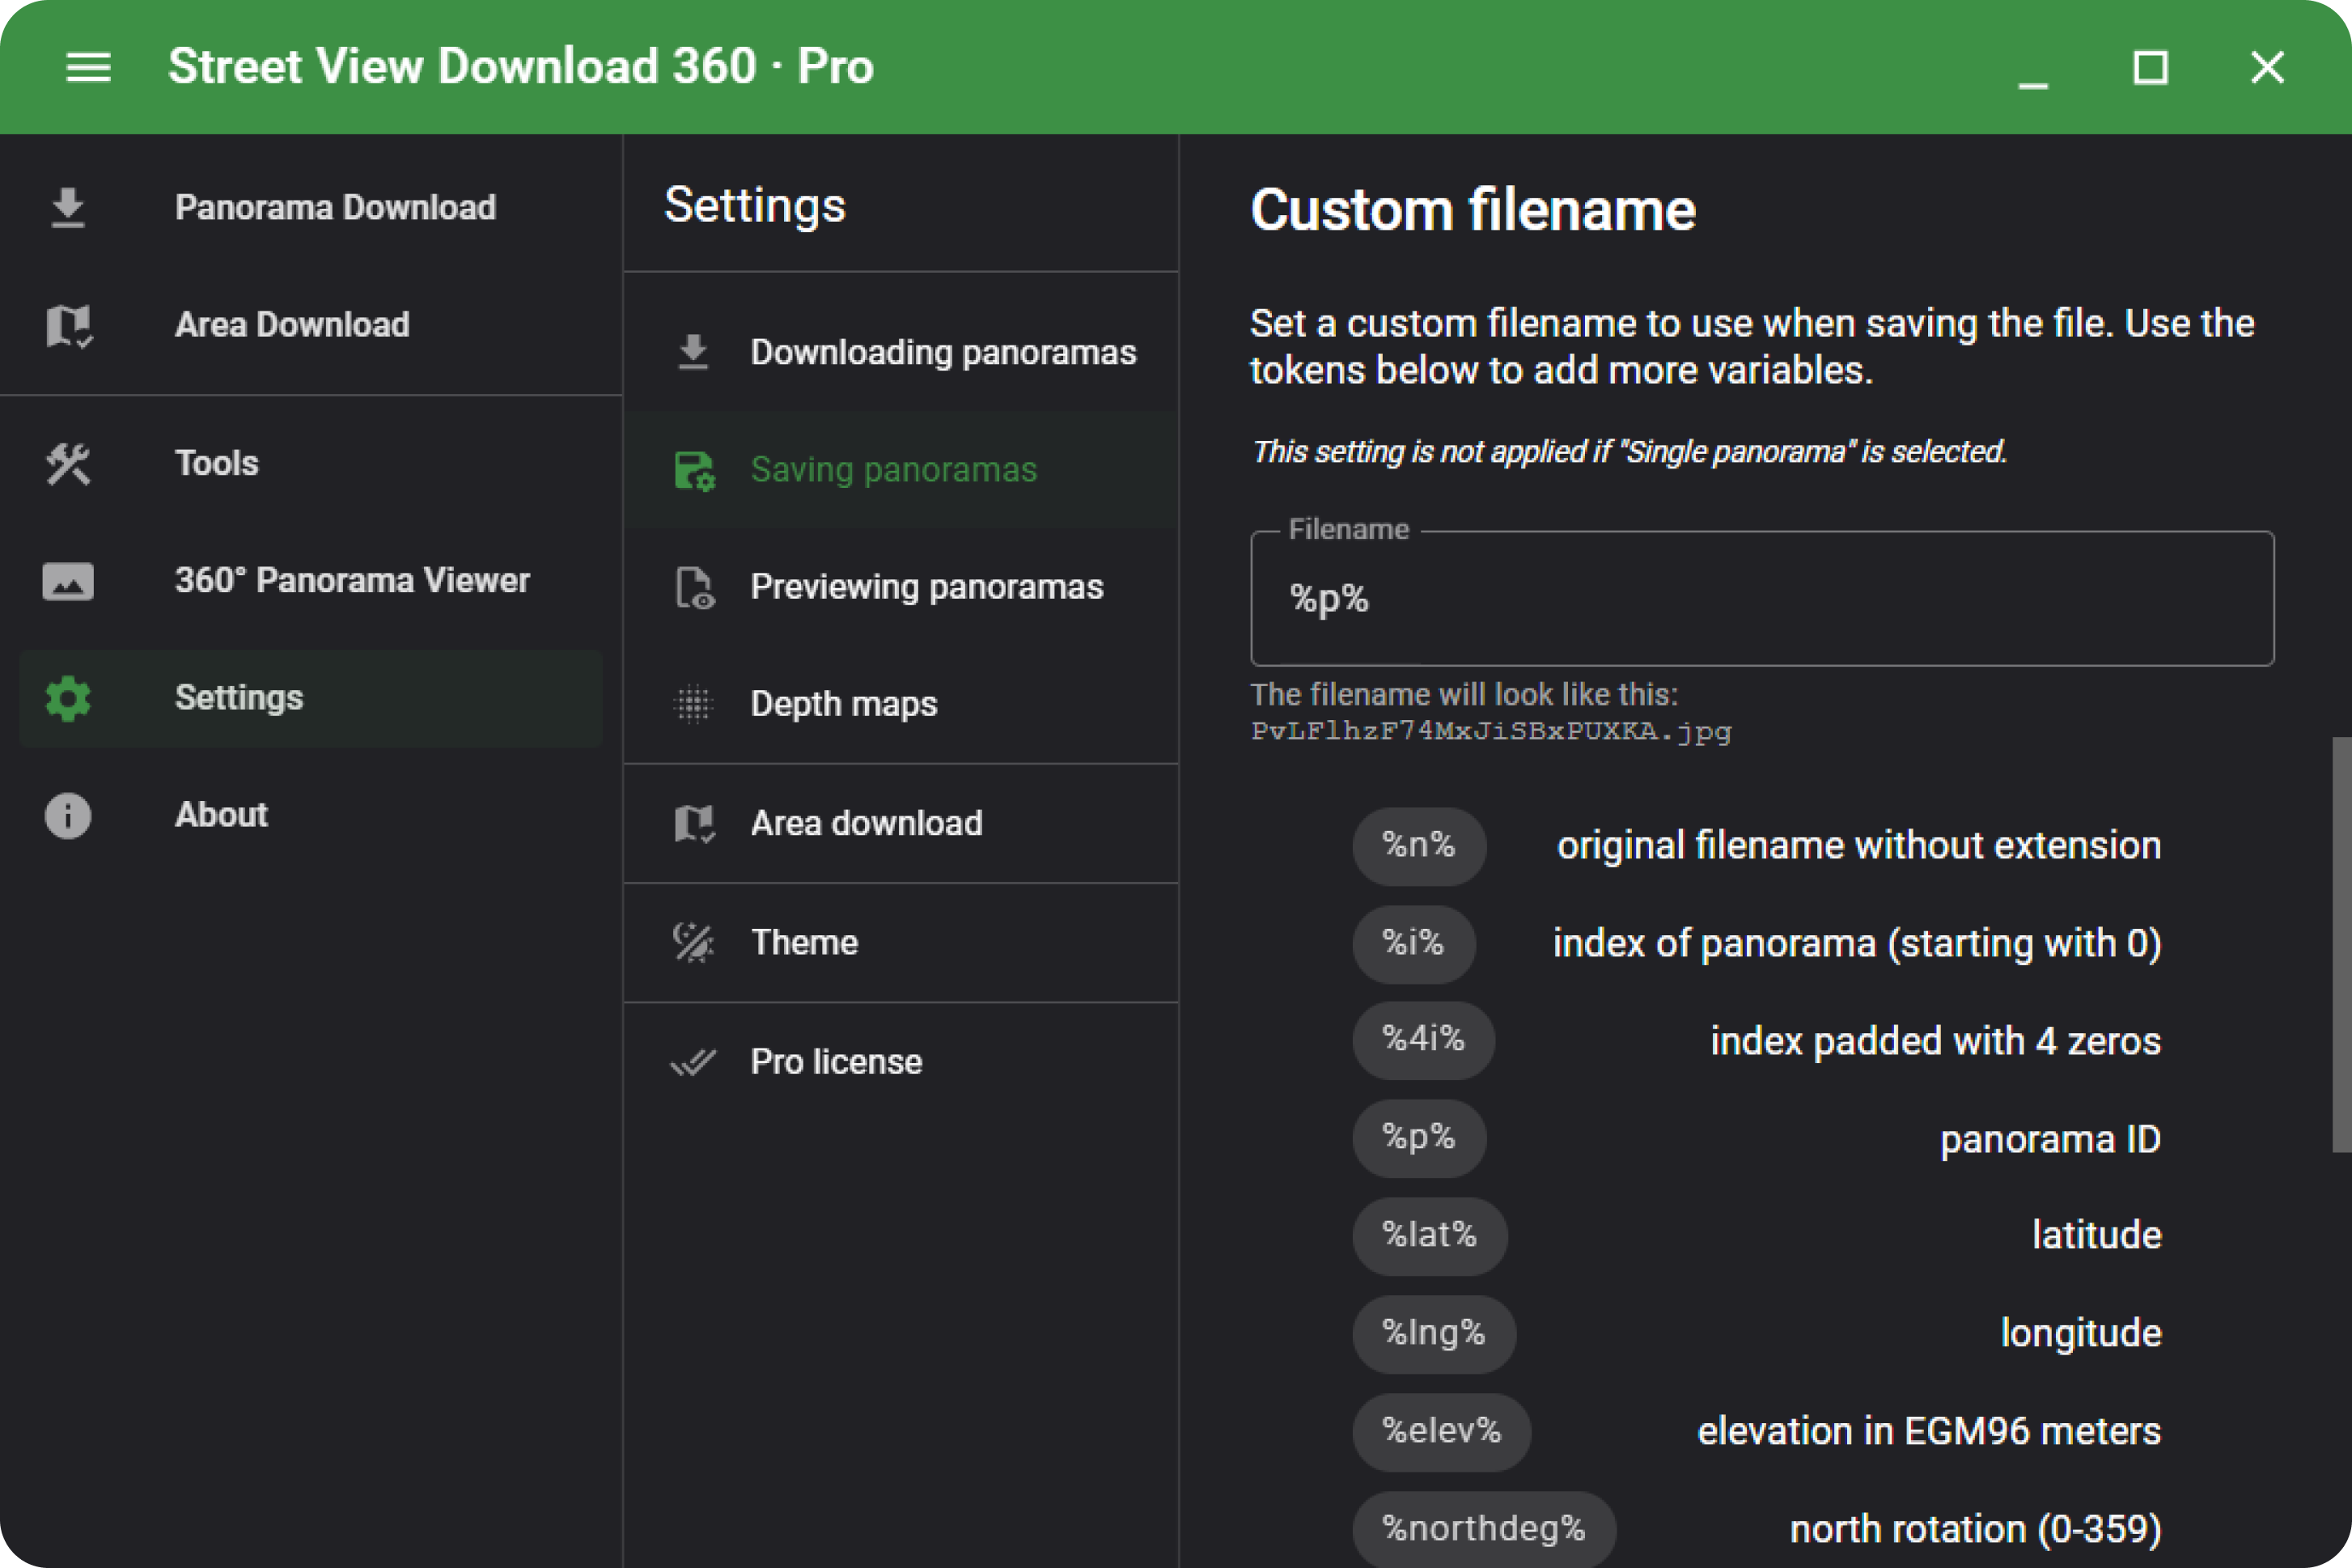 Street View Download 360 · Pro
Panorama Download
Area Download
Tools
360° Panorama Viewer
Settings
About
Settings
Downloading panoramas
Saving panoramas
Previewing panoramas
Depth maps
Area download
Theme
Pro license
Custom filename
Set a custom filename to use when saving the file. Use the
tokens below to add more variables.
This setting is not applied if "Single panorama" is selected.
Filename
%p%
The filename will look like this:
PvLFlhzF74MxJiSBxPUXKA.jpg
%n% original filename without extension
%i% index of panorama (starting with 0)
%4i% index padded with 4 zeros
%p% panorama ID
%lat% latitude
%lng% longitude
%elev% elevation in EGM96 meters
%northdeg% north rotation (0-359)